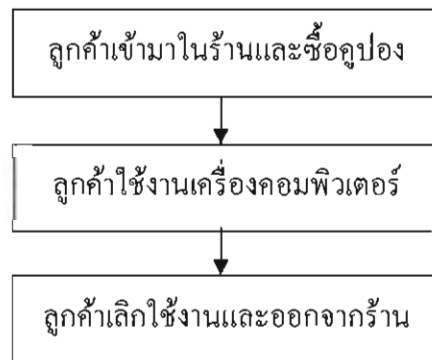 ลูกค้าเข้ามาในร้านและซื้อคูปอง
ลูกค้าใช้งานเครื่องคอมพิวเตอร์
ลูกค้าเลิกใช้งานและออกจากร้าน